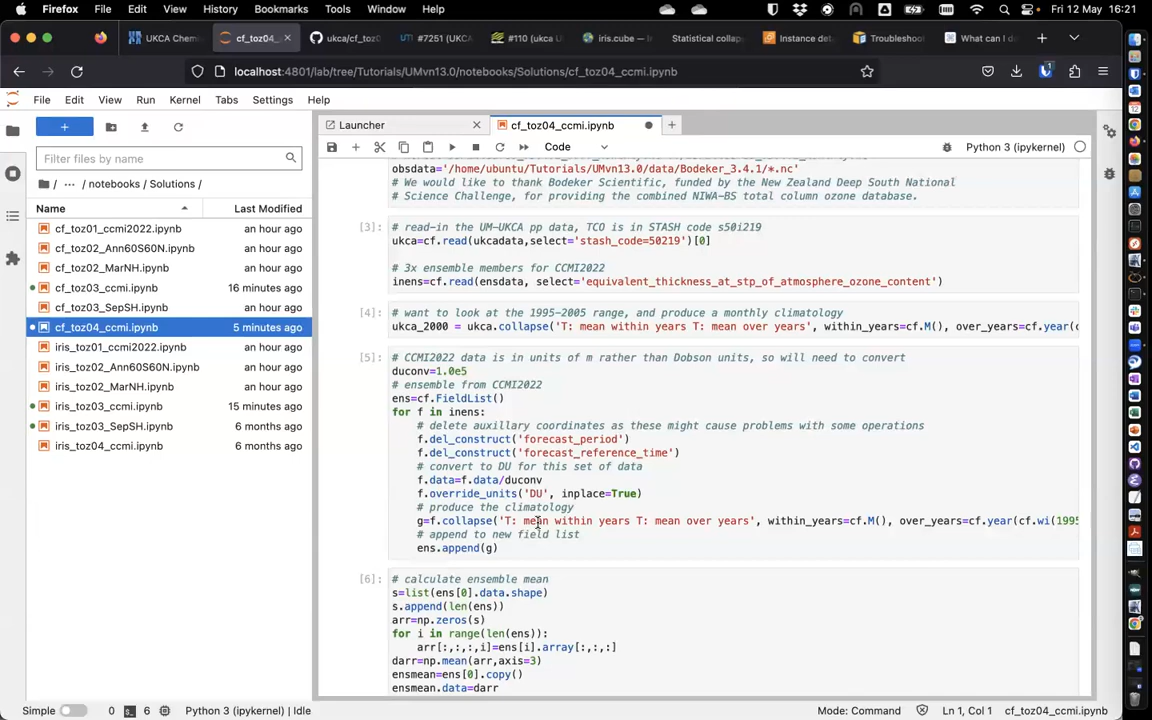 Firefox File Edit View History Bookmarks Tools Window Help Fri 12 May 16:21
UKCA Chem cf_toz04_ ukca/cf_toz #7251 (UKC #110 (ukca iris.cube — Statistical collap Instance det Troubleshoo What can I d
localhost:4801/lab/tree/Tutorials/UMvn13.0/notebooks/Solutions/cf_toz04_ccmi.ipynb
File Edit View Run Kernel Tabs Settings Help
Launcher cf_toz04_ccmi.ipynb
Code Python 3 (ipykernel)
Filter files by name
/ ··· / notebooks / Solutions /
Name Last Modified
cf_toz01_ccmi2022.ipynb an hour ago
cf_toz02_Ann60S60N.ipynb an hour ago
cf_toz02_MarNH.ipynb an hour ago
cf_toz03_ccmi.ipynb 16 minutes ago
cf_toz03_SepSH.ipynb an hour ago
cf_toz04_ccmi.ipynb 5 minutes ago
iris_toz01_ccmi2022.ipynb an hour ago
iris_toz02_Ann60S60N.ipynb an hour ago
iris_toz02_MarNH.ipynb an hour ago
iris_toz03_ccmi.ipynb 15 minutes ago
iris_toz03_SepSH.ipynb 6 months ago
iris_toz04_ccmi.ipynb 6 months ago
obsdata='/home/ubuntu/Tutorials/UMvn13.0/data/Bodeker_3.4.1/*.nc'
# We would like to thank Bodeker Scientific, funded by the New Zealand Deep South National
# Science Challenge, for providing the combined NIWA-BS total column ozone database.
[3]: # read-in the UM-UKCA pp data, TCO is in STASH code s50i219
ukca=cf.read(ukcadata,select='stash_code=50219')[0]
# 3x ensemble members for CCMI2022
inens=cf.read(ensdata, select='equivalent_thickness_at_stp_of_atmosphere_ozone_content')
[4]: # want to look at the 1995-2005 range, and produce a monthly climatology
ukca_2000 = ukca.collapse('T: mean within years T: mean over years', within_years=cf.M(), over_years=cf.year(c
[5]: # CCMI2022 data is in units of m rather than Dobson units, so will need to convert
duconv=1.0e5
# ensemble from CCMI2022
ens=cf.FieldList()
for f in inens:
# delete auxillary coordinates as these might cause problems with some operations
f.del_construct('forecast_period')
f.del_construct('forecast_reference_time')
# convert to DU for this set of data
f.data=f.data/duconv
f.override_units('DU', inplace=True)
# produce the climatology
g=f.collapse('T: mean within years T: mean over years', within_years=cf.M(), over_years=cf.year(cf.wi(1995
# append to new field list
ens.append(g)
[6]: # calculate ensemble mean
s=list(ens[0].data.shape)
s.append(len(ens))
arr=np.zeros(s)
for i in range(len(ens)):
arr[:,:,:,i]=ens[i].array[:,:,:]
darr=np.mean(arr,axis=3)
ensmean=ens[0].copy()
ensmean.data=darr
Simple 0 6 Python 3 (ipykernel) | Idle Mode: Command Ln 1, Col 1 cf_toz04_ccmi.ipynb